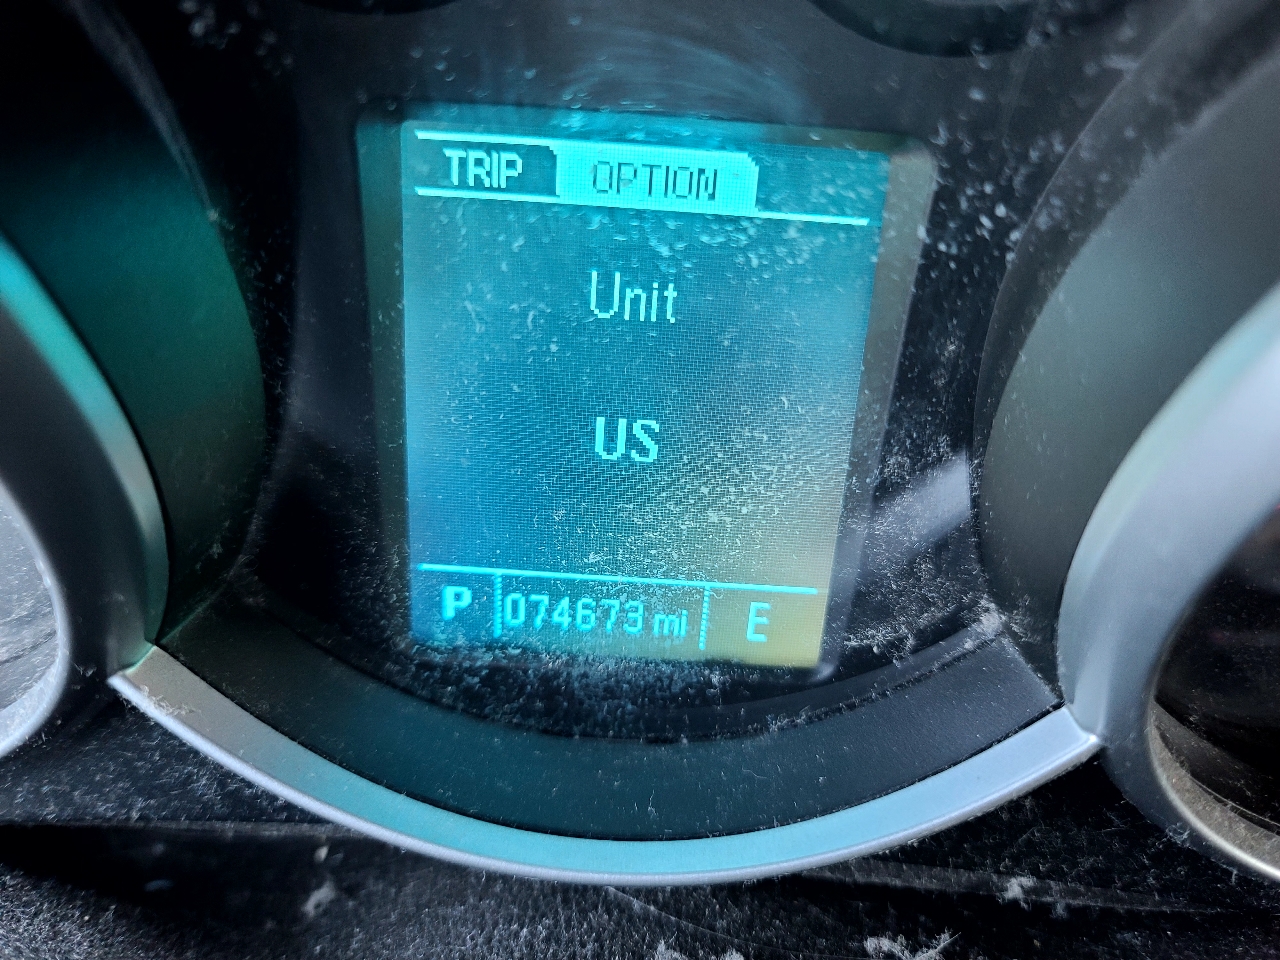 TRIP OPTION
Unit
US
P 074673 mi E